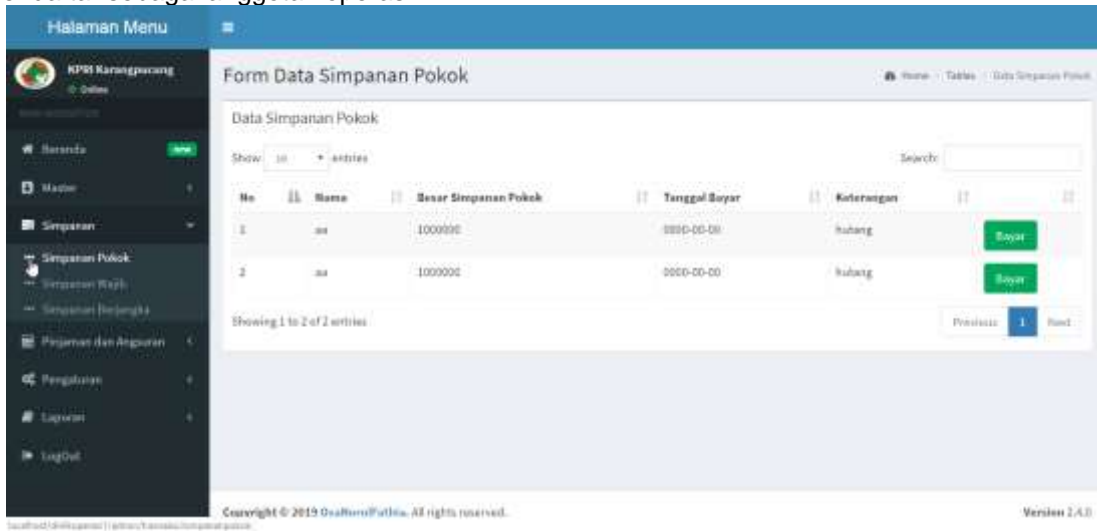 Halaman Menu
KPRI Karangpucang
Online
Form Data Simpanan Pokok
Home Tables Data Simpanan Pokok
Data Simpanan Pokok
Beranda new
Show 10 entries Search:
Master
No Nama Besar Simpanan Pokok Tanggal Bayar Keterangan
Simpanan
1 aa 1000000 0000-00-00 hutang Bayar
Simpanan Pokok
2 aa 1000000 0000-00-00 hutang Bayar
Simpanan Wajib
Simpanan Berjangka
Showing 1 to 2 of 2 entries Previous 1 Next
Pinjaman dan Angsuran
Pengaturan
Laporan
LogOut
Copyright © 2019 All rights reserved. Version 2.4.0